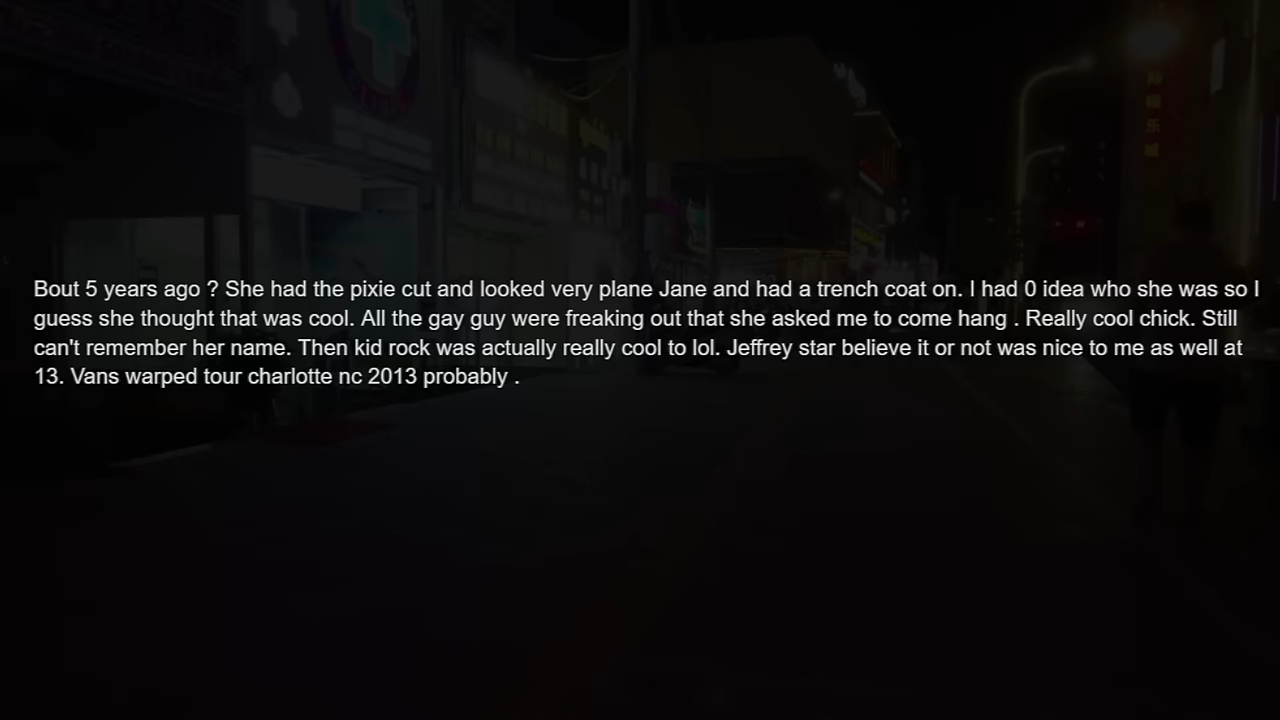 Bout 5 years ago ? She had the pixie cut and looked very plane Jane and had a trench coat on. I had 0 idea who she was so I
guess she thought that was cool. All the gay guy were freaking out that she asked me to come hang . Really cool chick. Still
can't remember her name. Then kid rock was actually really cool to lol. Jeffrey star believe it or not was nice to me as well at
13. Vans warped tour charlotte nc 2013 probably .